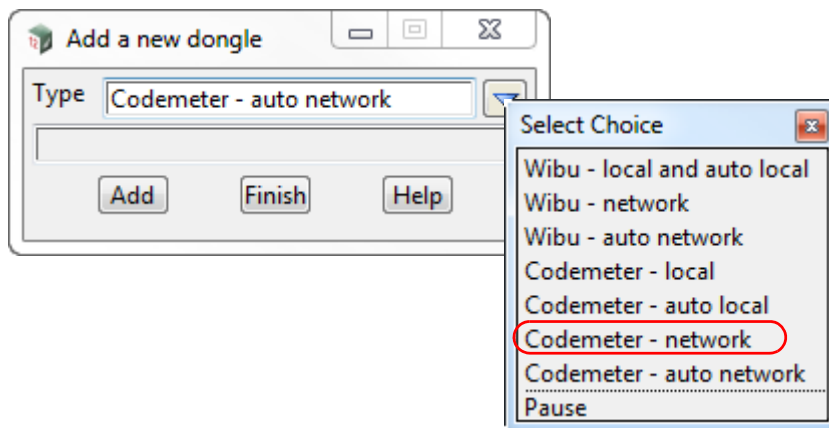 Add a new dongle
Type Codemeter - auto network
Add Finish Help
Select Choice
Wibu - local and auto local
Wibu - network
Wibu - auto network
Codemeter - local
Codemeter - auto local
Codemeter - network
Codemeter - auto network
Pause